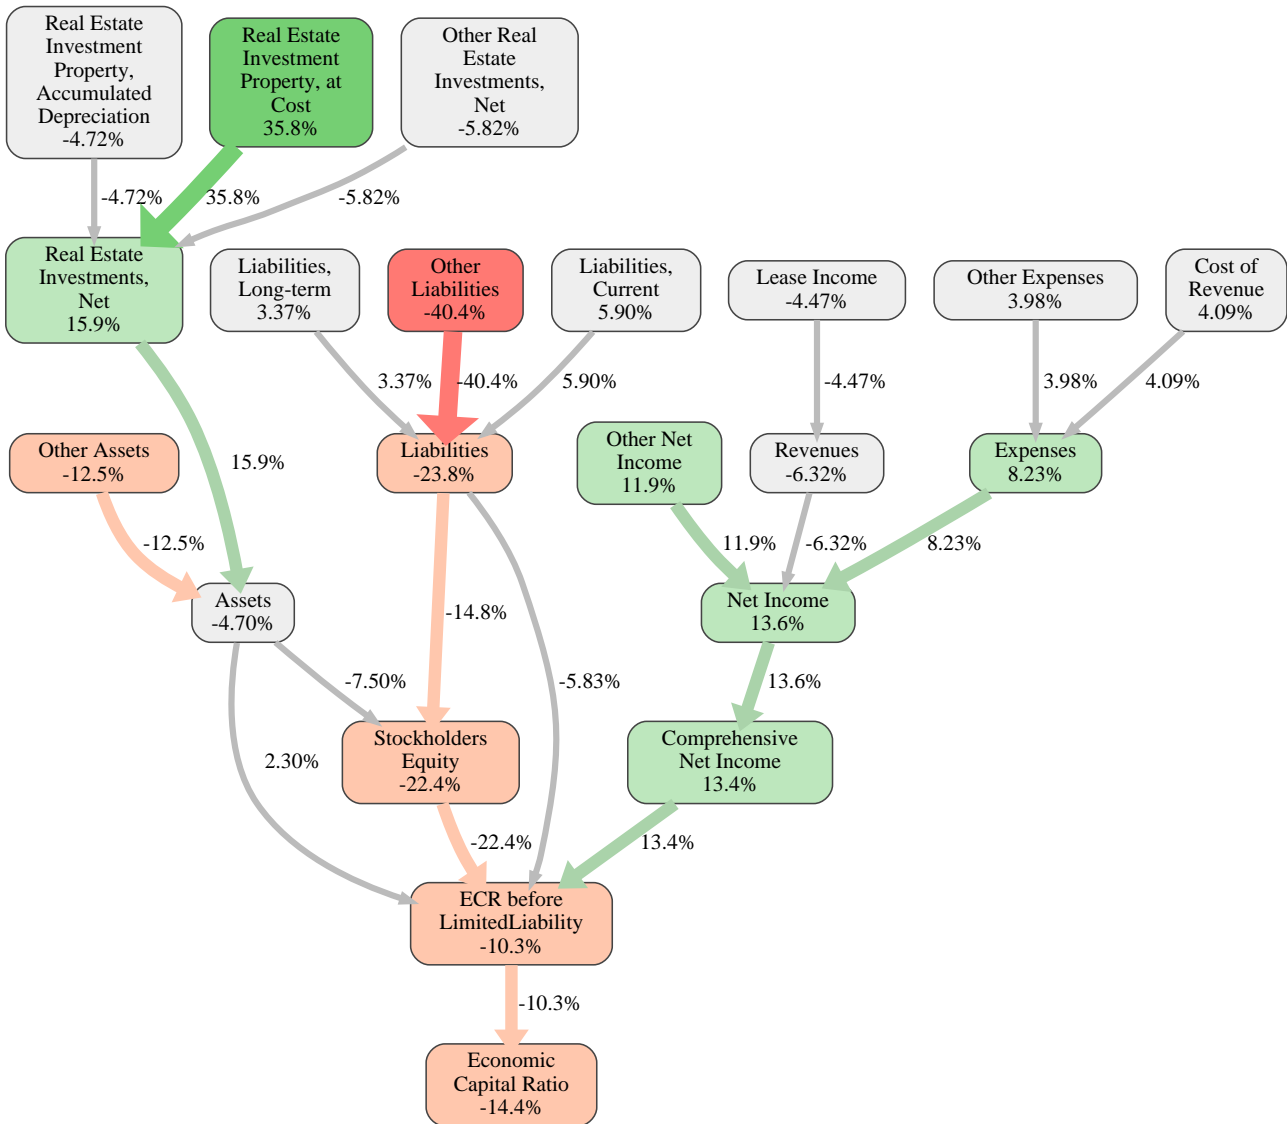 Real Estate
Investment
Property,
Accumulated
Depreciation
-4.72%
Real Estate
Investment
Property, at
Cost
35.8%
Other Real
Estate
Investments,
Net
-5.82%
-4.72%
35.8%
-5.82%
Real Estate
Investments,
Net
15.9%
Liabilities,
Long-term
3.37%
Other
Liabilities
-40.4%
Liabilities,
Current
5.90%
Lease Income
-4.47%
Other Expenses
3.98%
Cost of
Revenue
4.09%
3.37%
-40.4%
5.90%
-4.47%
3.98%
4.09%
Other Assets
-12.5%
15.9%
Liabilities
-23.8%
Other Net
Income
11.9%
Revenues
-6.32%
Expenses
8.23%
-12.5%
11.9%
-6.32%
8.23%
Assets
-4.70%
-14.8%
Net Income
13.6%
-7.50%
-5.83%
13.6%
2.30%
Stockholders
Equity
-22.4%
Comprehensive
Net Income
13.4%
-22.4%
13.4%
ECR before
LimitedLiability
-10.3%
-10.3%
Economic
Capital Ratio
-14.4%